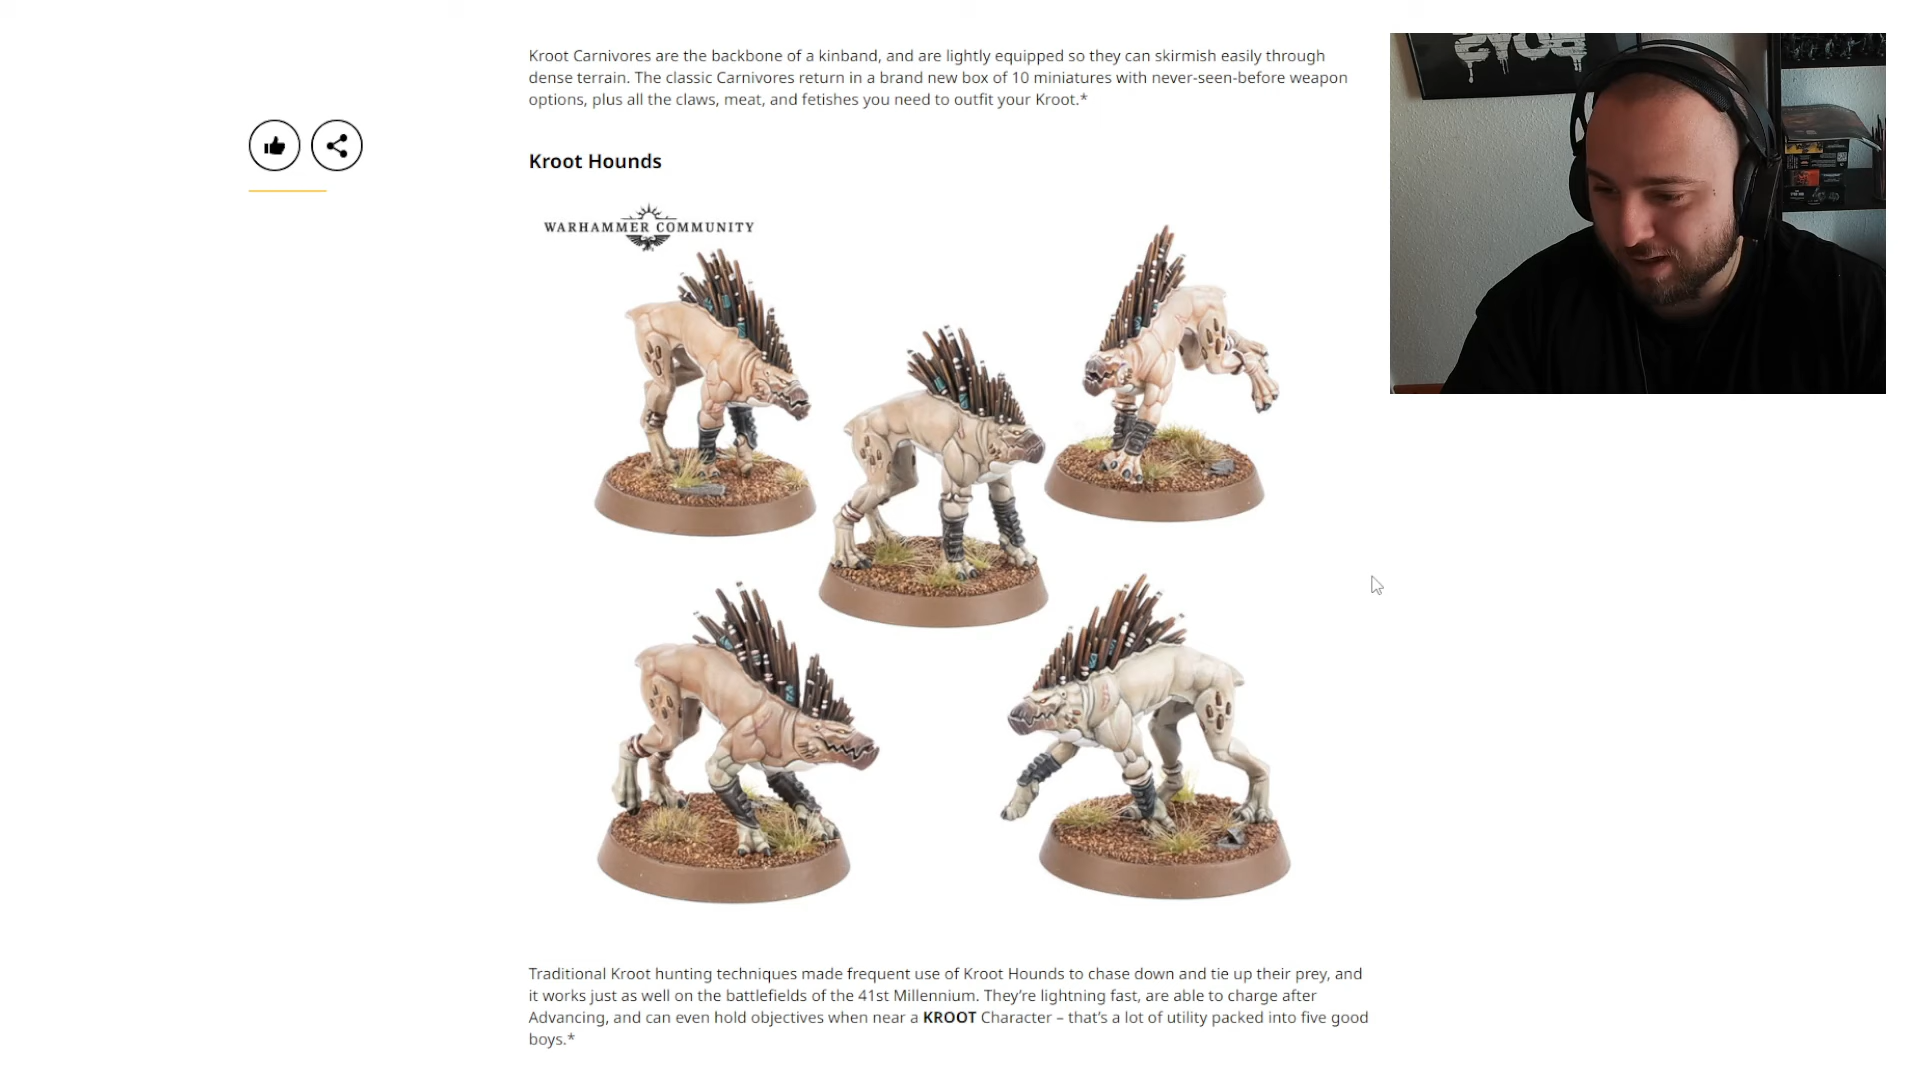 Kroot Carnivores are the backbone of a kinband, and are lightly equipped so they can skirmish easily through
dense terrain. The classic Carnivores return in a brand new box of 10 miniatures with never-seen-before weapon
options, plus all the claws, meat, and fetishes you need to outfit your Kroot.*
Kroot Hounds
WARHAMMER COMMUNITY
Traditional Kroot hunting techniques made frequent use of Kroot Hounds to chase down and tie up their prey, and
it works just as well on the battlefields of the 41st Millennium. They’re lightning fast, are able to charge after
Advancing, and can even hold objectives when near a KROOT Character – that’s a lot of utility packed into five good
boys.*